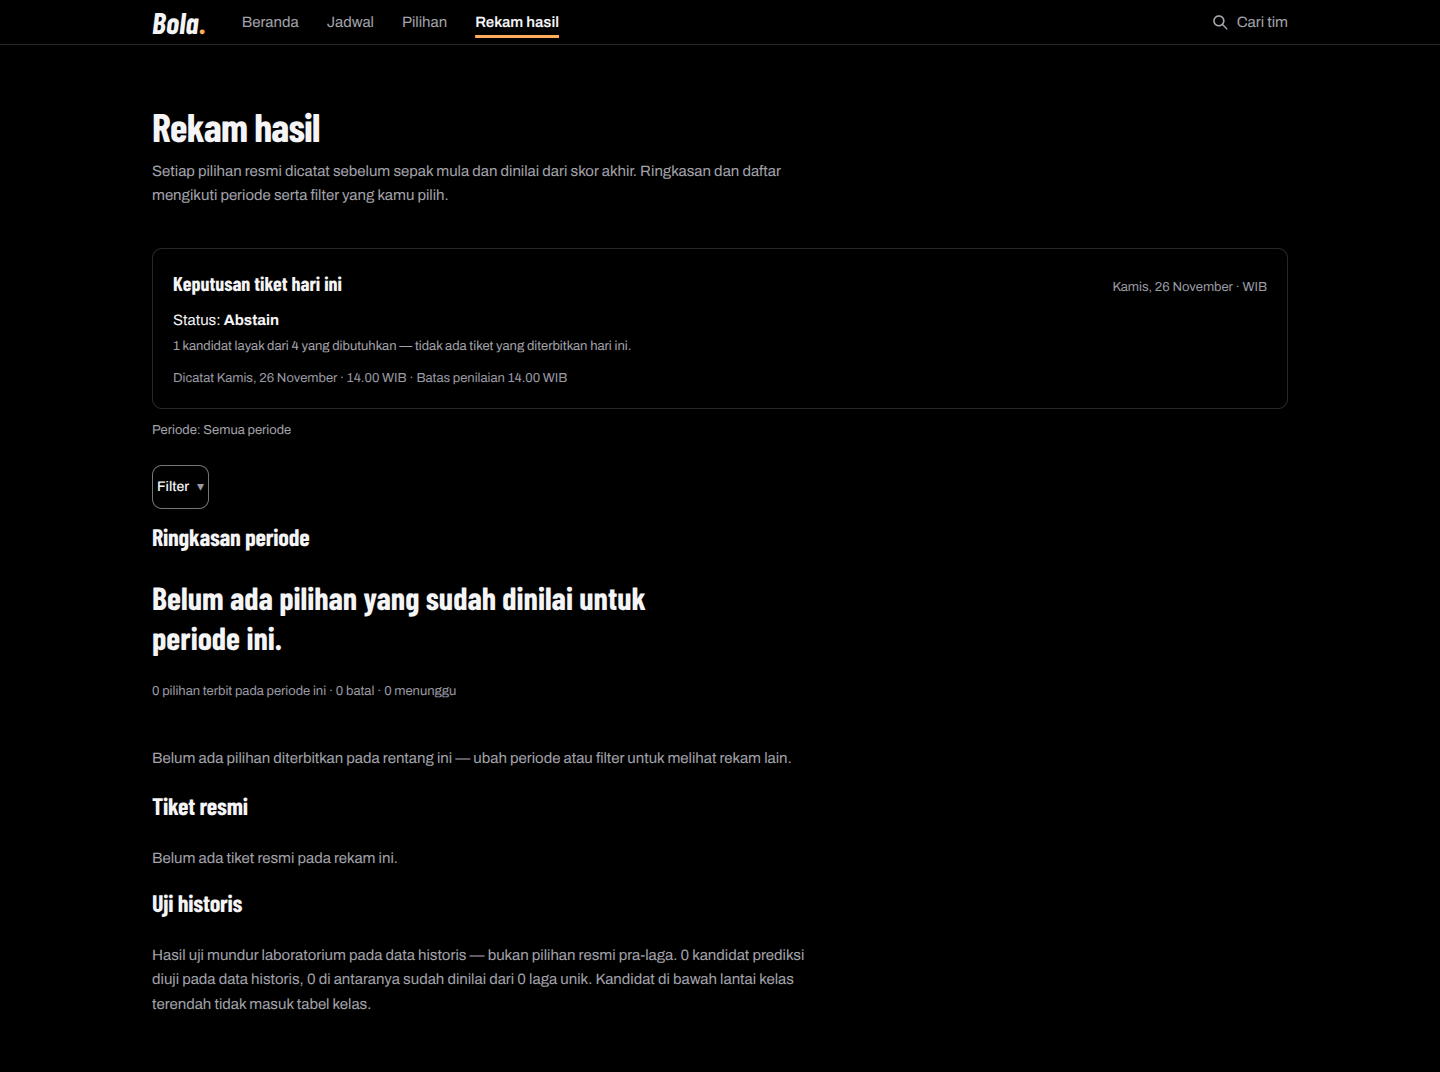 Bola.
Beranda
Jadwal
Pilihan
Rekam hasil
Cari tim
Rekam hasil
Setiap pilihan resmi dicatat sebelum sepak mula dan dinilai dari skor akhir. Ringkasan dan daftar
mengikuti periode serta filter yang kamu pilih.
Keputusan tiket hari ini
Kamis, 26 November · WIB
Status: Abstain
1 kandidat layak dari 4 yang dibutuhkan — tidak ada tiket yang diterbitkan hari ini.
Dicatat Kamis, 26 November · 14.00 WIB · Batas penilaian 14.00 WIB
Periode: Semua periode
Filter ▼
Ringkasan periode
Belum ada pilihan yang sudah dinilai untuk
periode ini.
0 pilihan terbit pada periode ini · 0 batal · 0 menunggu
Belum ada pilihan diterbitkan pada rentang ini — ubah periode atau filter untuk melihat rekam lain.
Tiket resmi
Belum ada tiket resmi pada rekam ini.
Uji historis
Hasil uji mundur laboratorium pada data historis — bukan pilihan resmi pra-laga. 0 kandidat prediksi
diuji pada data historis, 0 di antaranya sudah dinilai dari 0 laga unik. Kandidat di bawah lantai kelas
terendah tidak masuk tabel kelas.